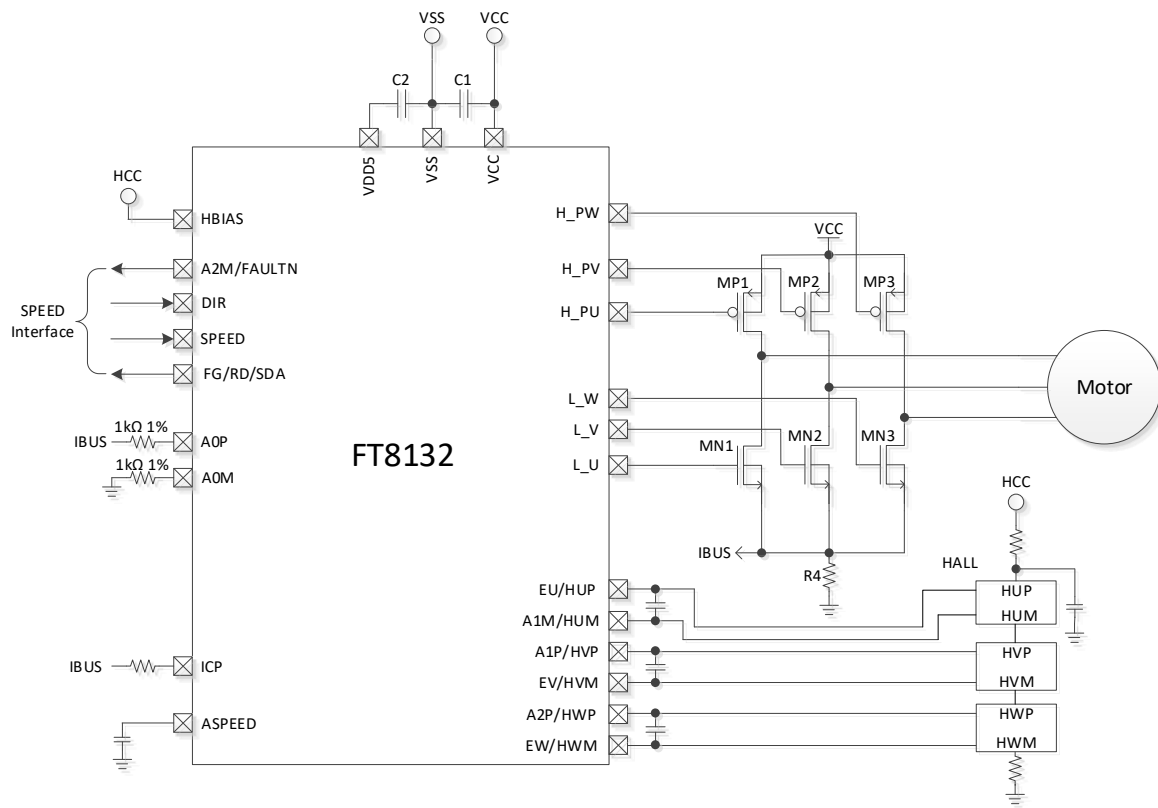 VSS
VCC
C2
C1
VDD5
VSS
VCC
HCC
HBIAS
A2M/FAULTN
DIR
SPEED
FG/RD/SDA
SPEED
Interface
IBUS
1kΩ 1%
A0P
1kΩ 1%
A0M
FT8132
IBUS
ICP
ASPEED
H_PW
H_PV
H_PU
L_W
L_V
L_U
EU/HUP
A1M/HUM
A1P/HVP
EV/HVM
A2P/HWP
EW/HWM
VCC
MP1
MP2
MP3
MN1
MN2
MN3
Motor
IBUS
R4
HCC
HALL
HUP
HUM
HVP
HVM
HWP
HWM